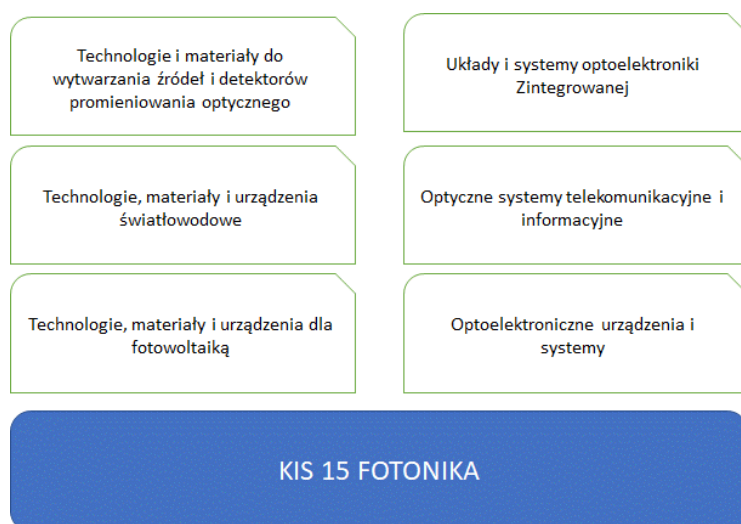 Technologie i materiały do
wytwarzania źródeł i detektorów
promieniowania optycznego
Układy i systemy optoelektroniki
Zintegrowanej
Technologie, materiały i urządzenia
światłowodowe
Optyczne systemy telekomunikacyjne i
informacyjne
Technologie, materiały i urządzenia dla
fotowoltaiką
Optoelektroniczne urządzenia i
systemy
KIS 15 FOTONIKA